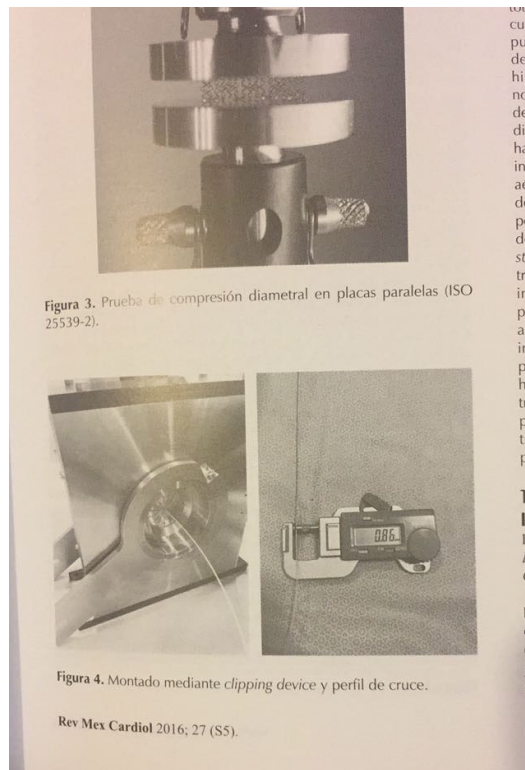 Figura 3. Prueba de compresión diametral en placas paralelas (ISO
25539-2).
0.86
Figura 4. Montado mediante clipping device y perfil de cruce.
Rev Mex Cardiol 2016; 27 (S5).